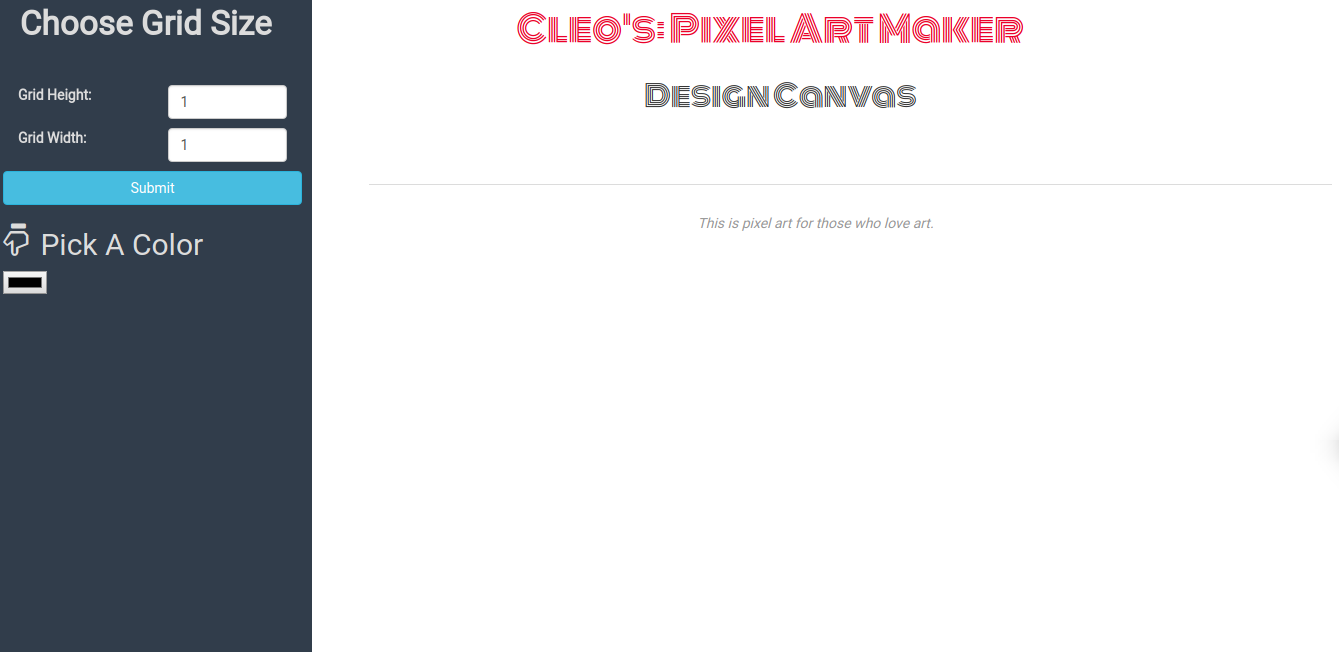 Choose Grid Size
Grid Height:
1
Grid Width:
1
Submit
Pick A Color
Cleo's: Pixel Art Maker
Design Canvas
This is pixel art for those who love art.